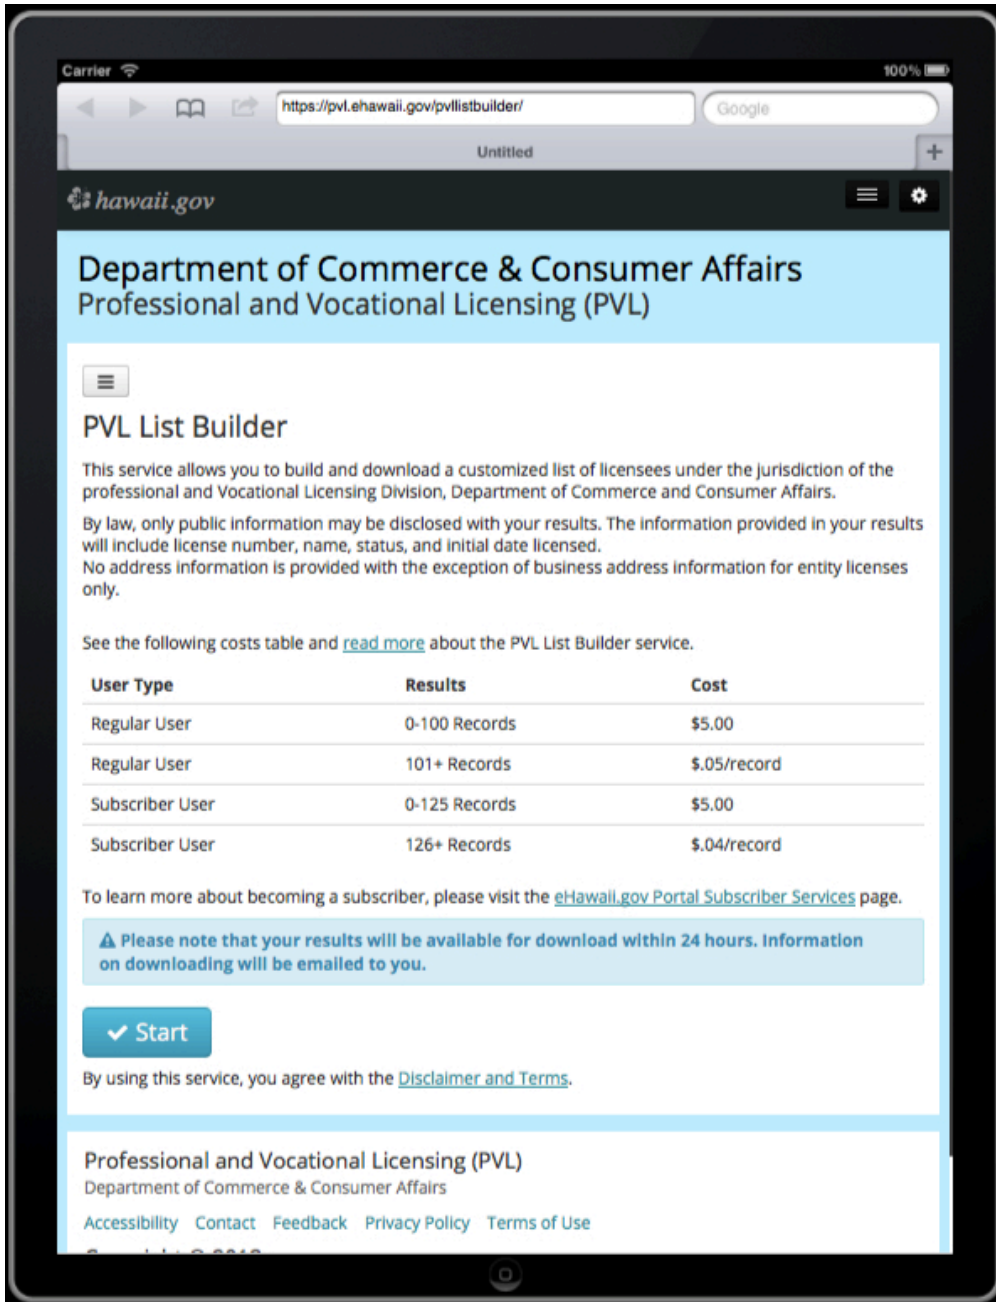 Carrier 100%
https://pvl.ehawaii.gov/pvllistbuilder/ Google
Untitled +
hawaii.gov
Department of Commerce & Consumer Affairs
Professional and Vocational Licensing (PVL)
PVL List Builder
This service allows you to build and download a customized list of licensees under the jurisdiction of the
professional and Vocational Licensing Division, Department of Commerce and Consumer Affairs.
By law, only public information may be disclosed with your results. The information provided in your results
will include license number, name, status, and initial date licensed.
No address information is provided with the exception of business address information for entity licenses
only.
See the following costs table and read more about the PVL List Builder service.
User Type Results Cost
Regular User 0-100 Records $5.00
Regular User 101+ Records $.05/record
Subscriber User 0-125 Records $5.00
Subscriber User 126+ Records $.04/record
To learn more about becoming a subscriber, please visit the eHawaii.gov Portal Subscriber Services page.
Please note that your results will be available for download within 24 hours. Information
on downloading will be emailed to you.
Start
By using this service, you agree with the Disclaimer and Terms.
Professional and Vocational Licensing (PVL)
Department of Commerce & Consumer Affairs
Accessibility Contact Feedback Privacy Policy Terms of Use